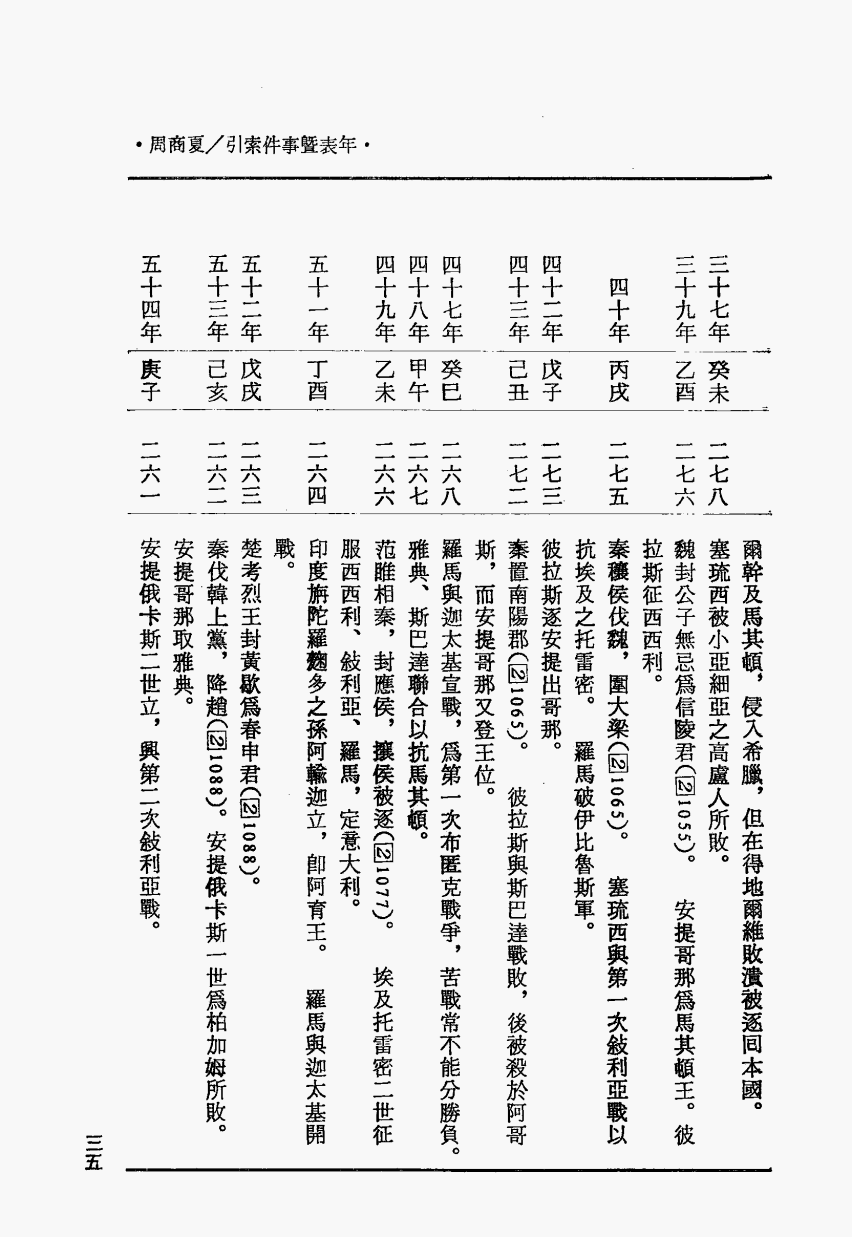 •周商夏／引索件事暨表年•
爾幹及馬其頓，侵入希臘，但在得地爾維敗潰被逐囘本國。
三十七年 癸未 二七八 塞琉西被小亞細亞之高盧人所敗。
三十九年 乙酉 二七六 魏封公子無忌爲信陵君（②1055）。　安提哥那爲馬其頓王。彼
拉斯征西西利。
四十年 丙戌 二七五 秦穰侯伐魏，圍大梁（②1065）。　塞琉西與第一次敍利亞戰以
抗埃及之托雷密。　羅馬破伊比魯斯軍。
四十二年 戊子 二七三 彼拉斯逐安提出哥那。
四十三年 己丑 二七二 秦置南陽郡（②1065）。　彼拉斯與斯巴達戰敗，後被殺於阿哥
斯，而安提哥那又登王位。
四十七年 癸巳 二六八 羅馬與迦太基宣戰，爲第一次布匿克戰爭，苦戰常不能分勝負。
四十八年 甲午 二六七 雅典、斯巴達聯合以抗馬其頓。
四十九年 乙未 二六六 范雎相秦，封應侯，攘侯被逐（②1077）。　埃及托雷密二世征
服西西利、敍利亞、羅馬，定意大利。
五十一年 丁酉 二六四 印度旃陀羅多之孫阿輸迦立，卽阿育王。　羅馬與迦太基開
戰。
五十二年 戊戌 二六三 楚考烈王封黃歇爲春申君（②1088）。
五十三年 己亥 二六二 秦伐韓上黨，降趙（②1088）。安提俄卡斯一世爲柏加姆所敗。
安提哥那取雅典。
五十四年 庚子 二六一 安提俄卡斯二世立，興第二次敍利亞戰。
三五